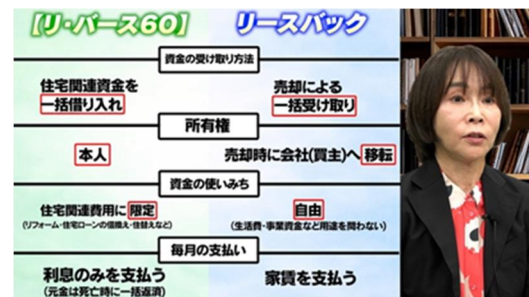 【リ・バース60】 リースバック
資金の受け取り方法
住宅関連資金を 売却による
一括借り入れ 一括受け取り
所有権
本人 売却時に会社(買主)へ移転
資金の使いみち
住宅関連費用に限定 自由
(リフォーム・住宅ローンの借換え・住替えなど) (生活費・事業資金など用途を問わない)
毎月の支払い
利息のみを支払う 家賃を支払う
(元金は死亡時に一括返済)